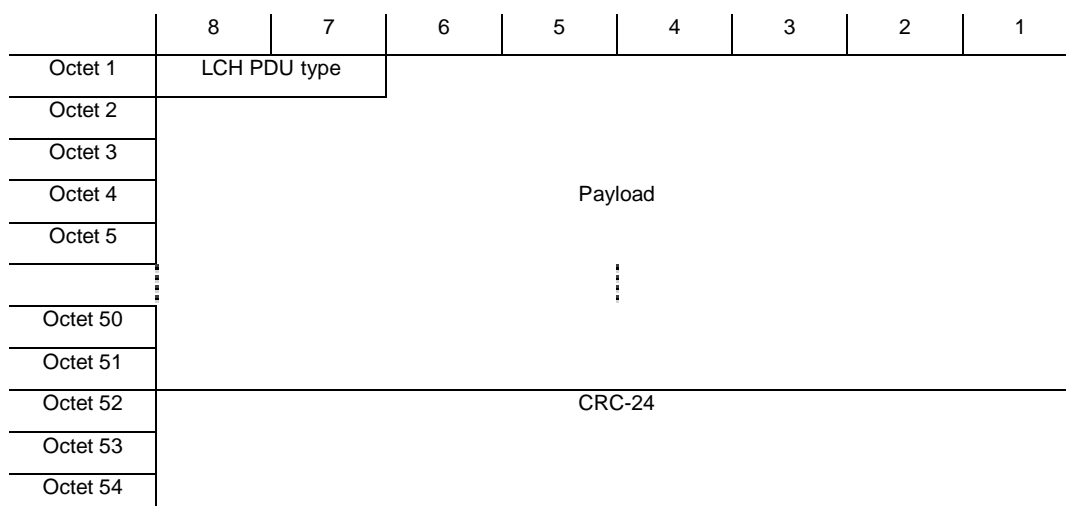 8 7 6 5 4 3 2 1
Octet 1 LCH PDU type
Octet 2
Octet 3
Octet 4 Payload
Octet 5
Octet 50
Octet 51
Octet 52 CRC-24
Octet 53
Octet 54